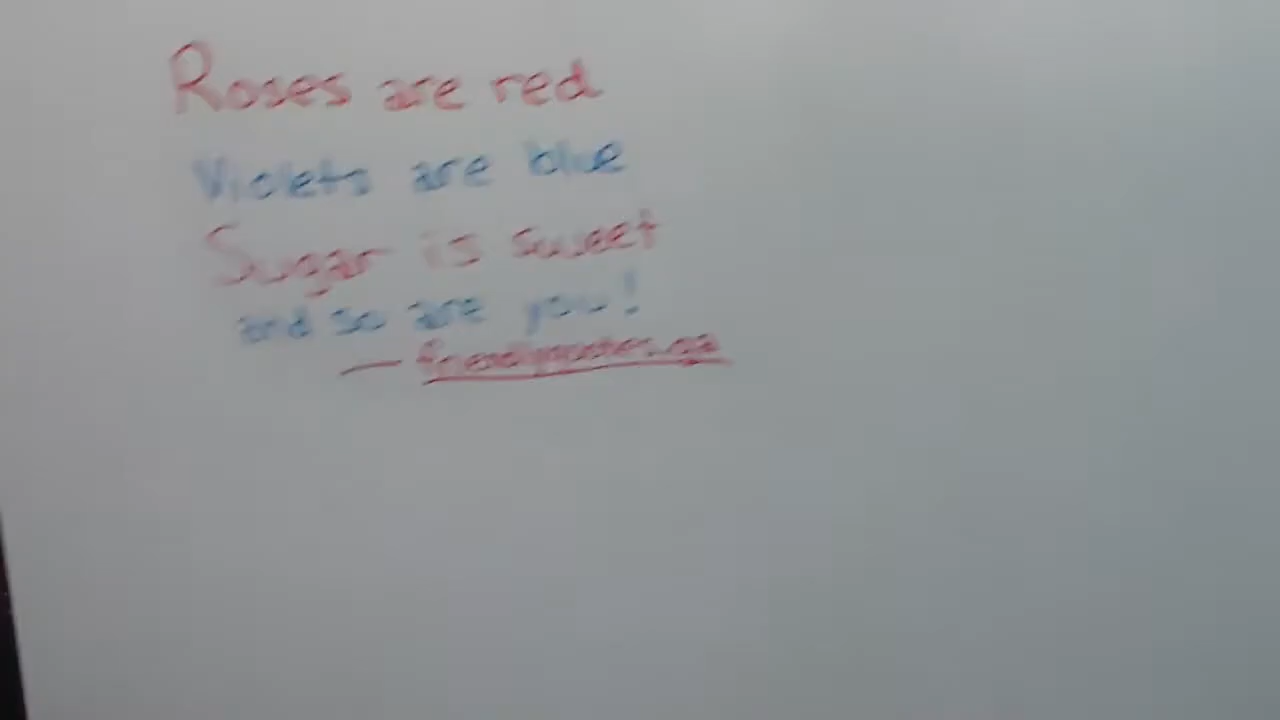 Roses are red
Violets are blue
Sugar is sweet
and so are you!
—